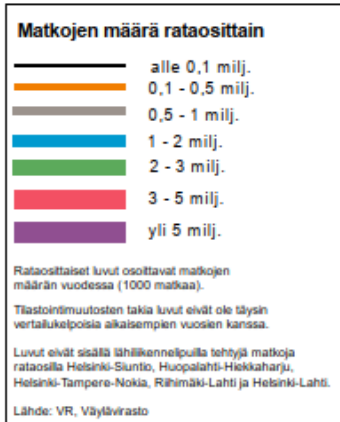 Matkojen määrä rataosittain
alle 0,1 milj.
0,1 - 0,5 milj.
0,5 - 1 milj.
1 - 2 milj.
2 - 3 milj.
3 - 5 milj.
yli 5 milj.
Rataosittaiset luvut osoittavat matkojen
määrän vuodessa (1000 matkaa).
Tilastointimuutosten takia luvut eivät ole täysin
vertailukelpoisia aikaisempien vuosien kanssa.
Luvut eivät sisällä lähiliikennelipuilla tehtyjä matkoja
rataosilla Helsinki-Siuntio, Huopalahti-Hiekkaharju,
Helsinki-Tampere-Nokia, Riihimäki-Lahti ja Helsinki-Lahti.
Lähde: VR, Väylävirasto